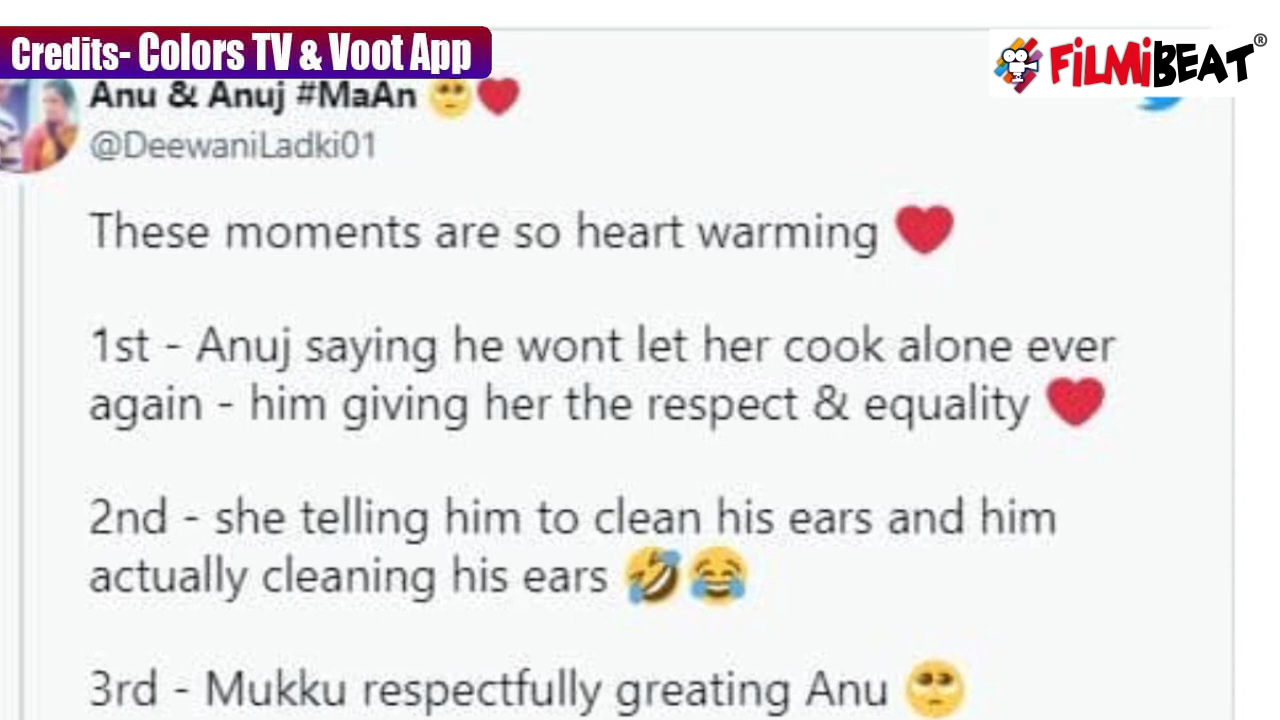 Credits- Colors TV & Voot App
FiLMiBEAT®
Anu & Anuj #MaAn 🥺❤️
@DeewaniLadki01
These moments are so heart warming ❤️
1st - Anuj saying he wont let her cook alone ever
again - him giving her the respect & equality ❤️
2nd - she telling him to clean his ears and him
actually cleaning his ears 🤣😂
3rd - Mukku respectfully greating Anu 🥺